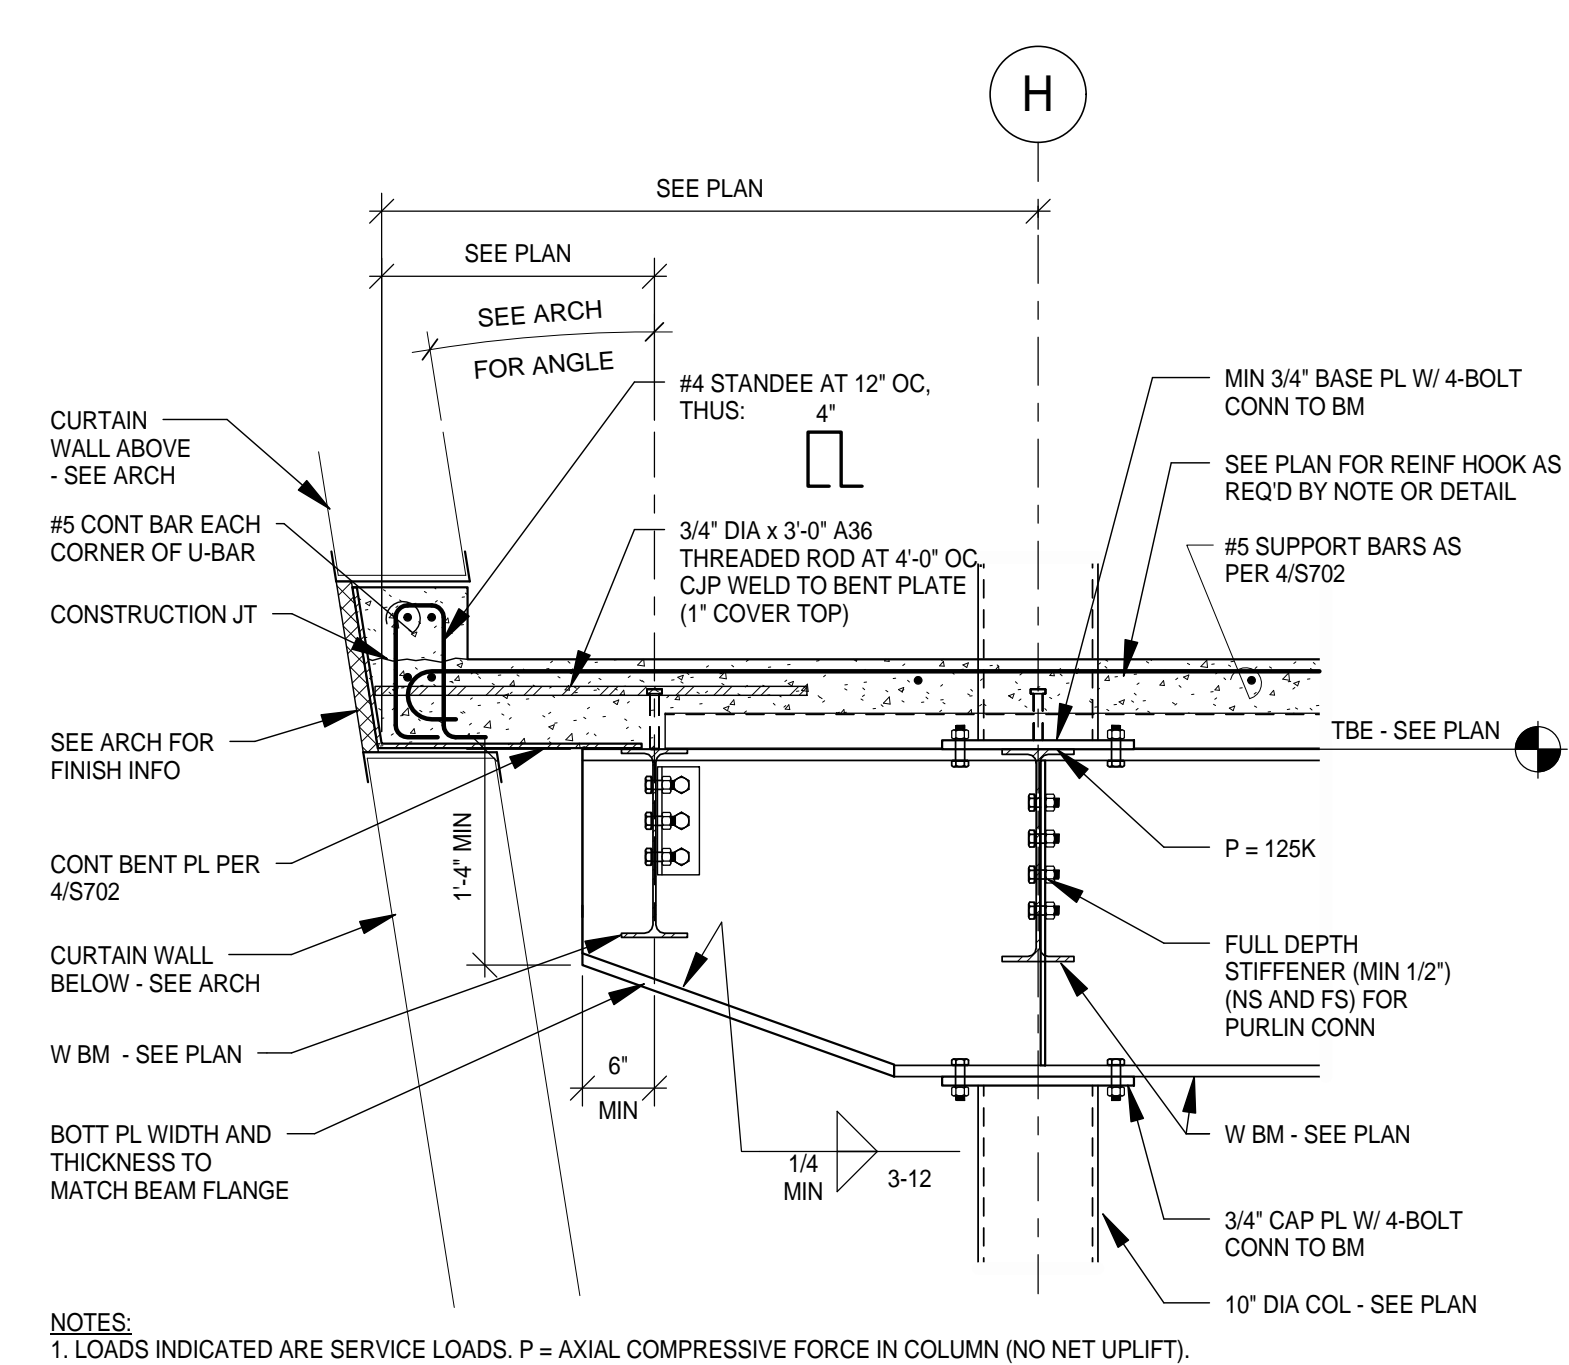 H
SEE PLAN
SEE PLAN
SEE ARCH
FOR ANGLE
#4 STANDEE AT 12" OC,
THUS:
4"
3/4" DIA x 3'-0" A36
THREADED ROD AT 4'-0" OC.
CJP WELD TO BENT PLATE
(1" COVER TOP)
CURTAIN
WALL ABOVE
- SEE ARCH
#5 CONT BAR EACH
CORNER OF U-BAR
CONSTRUCTION JT
SEE ARCH FOR
FINISH INFO
CONT BENT PL PER
4/S702
CURTAIN WALL
BELOW - SEE ARCH
W BM - SEE PLAN
BOTT PL WIDTH AND
THICKNESS TO
MATCH BEAM FLANGE
1'-4" MIN
6"
MIN
1/4
MIN
3-12
MIN 3/4" BASE PL W/ 4-BOLT
CONN TO BM
SEE PLAN FOR REINF HOOK AS
REQ'D BY NOTE OR DETAIL
#5 SUPPORT BARS AS
PER 4/S702
TBE - SEE PLAN
P = 125K
FULL DEPTH
STIFFENER (MIN 1/2")
(NS AND FS) FOR
PURLIN CONN
W BM - SEE PLAN
3/4" CAP PL W/ 4-BOLT
CONN TO BM
10" DIA COL - SEE PLAN
NOTES:
1. LOADS INDICATED ARE SERVICE LOADS. P = AXIAL COMPRESSIVE FORCE IN COLUMN (NO NET UPLIFT).